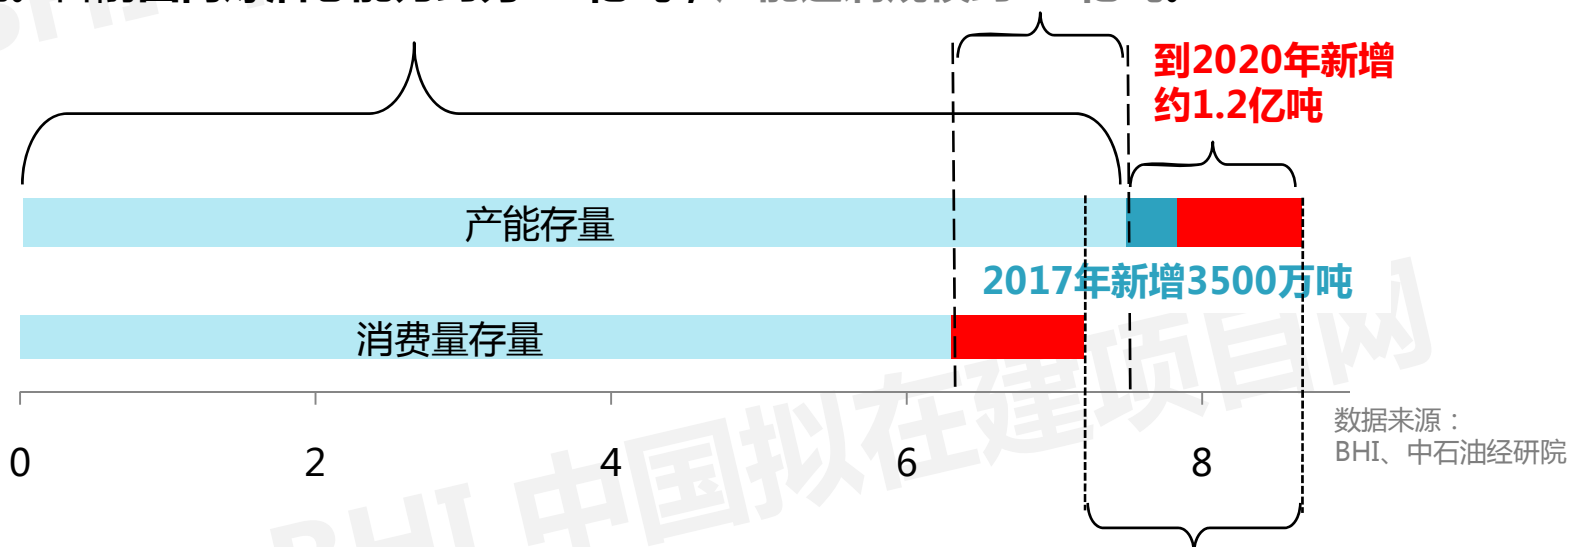 到2020年新增
约1.2亿吨
产能存量
2017年新增3500万吨
消费量存量
0 2 4 6 8
数据来源：
BHI、中石油经研院
BHI 中国拟在建项目网